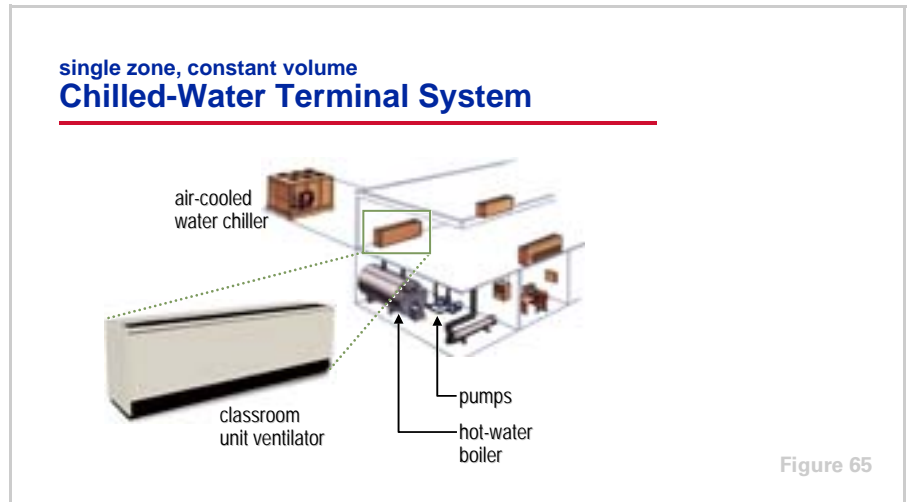 single zone, constant volume
Chilled-Water Terminal System
air-cooled
water chiller
classroom
unit ventilator
pumps
hot-water
boiler
Figure 65